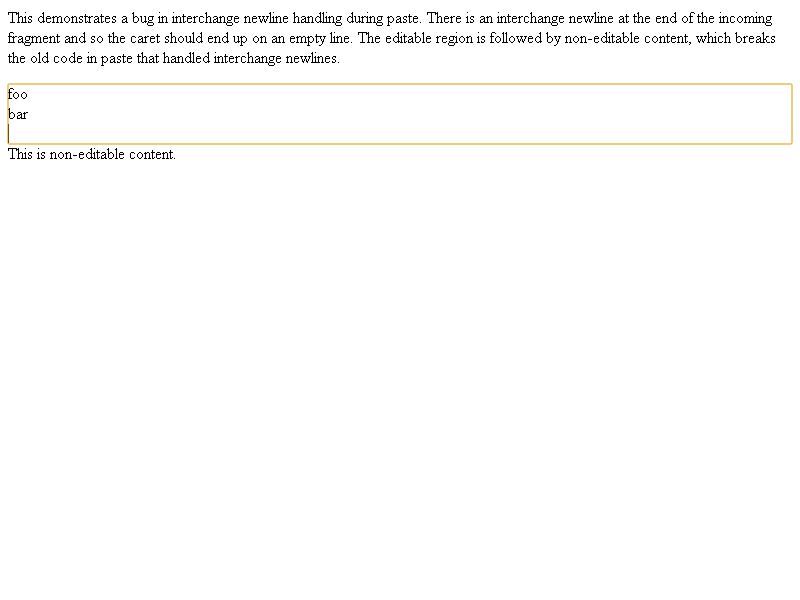 This demonstrates a bug in interchange newline handling during paste. There is an interchange newline at the end of the incoming
fragment and so the caret should end up on an empty line. The editable region is followed by non-editable content, which breaks
the old code in paste that handled interchange newlines.
foo
bar
This is non-editable content.